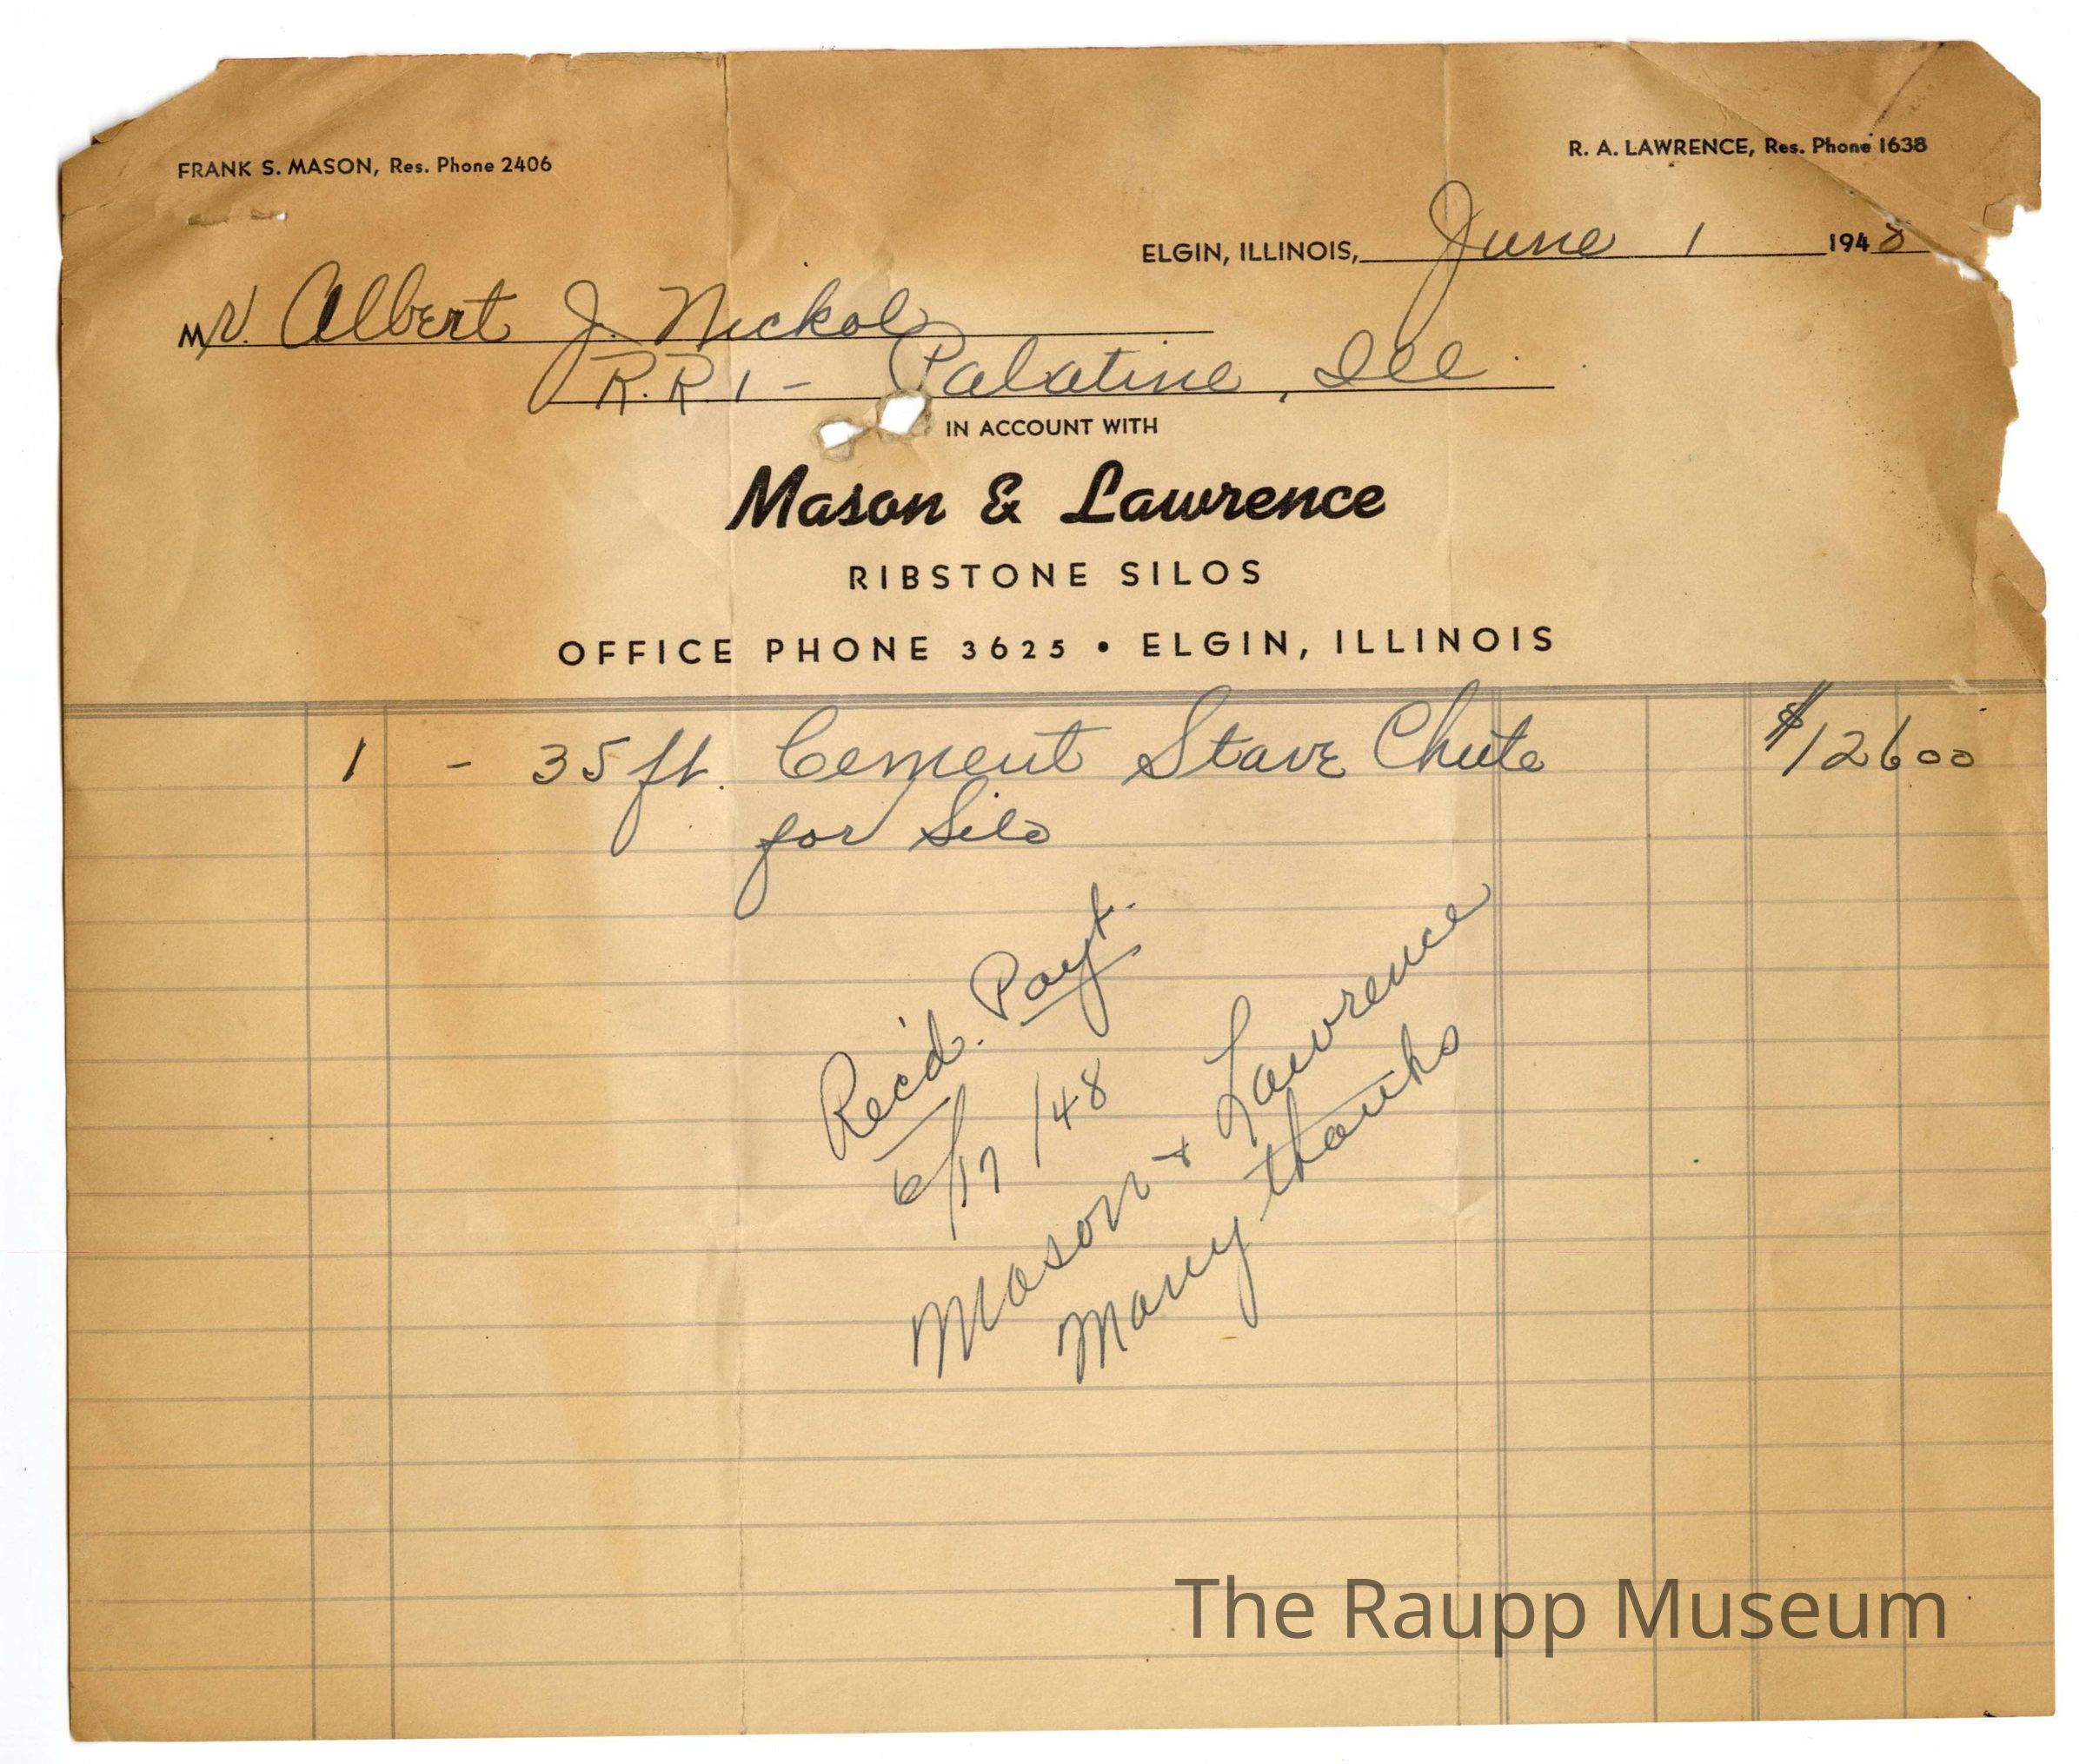 FRANK S. MASON, Res. Phone 2406
R. A. LAWRENCE, Res. Phone 1638
ELGIN, ILLINOIS, June 1 1948
Mr. Albert J. Nickol
R.R. 1 - Palatine, Ill
IN ACCOUNT WITH
Mason & Lawrence
RIBSTONE SILOS
OFFICE PHONE 3625 • ELGIN, ILLINOIS
1 - 35 ft. Cement Stave Chute $126 00
for Silo
Rec'd. Payt.
6/17/48
Mason & Lawrence
Many thanks
The Raupp Museum